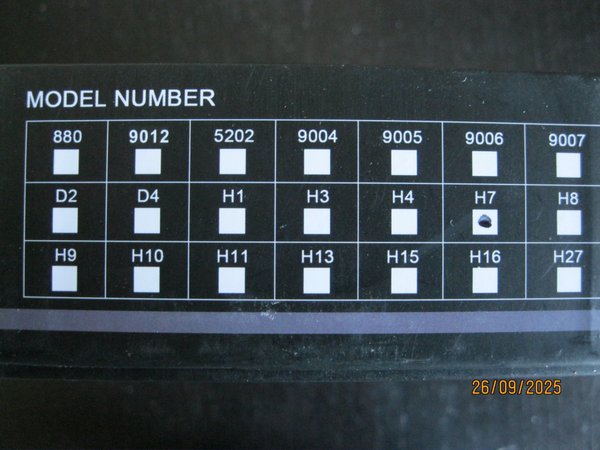 MODEL NUMBER
880 9012 5202 9004 9005 9006 9007
D2 D4 H1 H3 H4 H7 H8
H9 H10 H11 H13 H15 H16 H27
26/09/2025